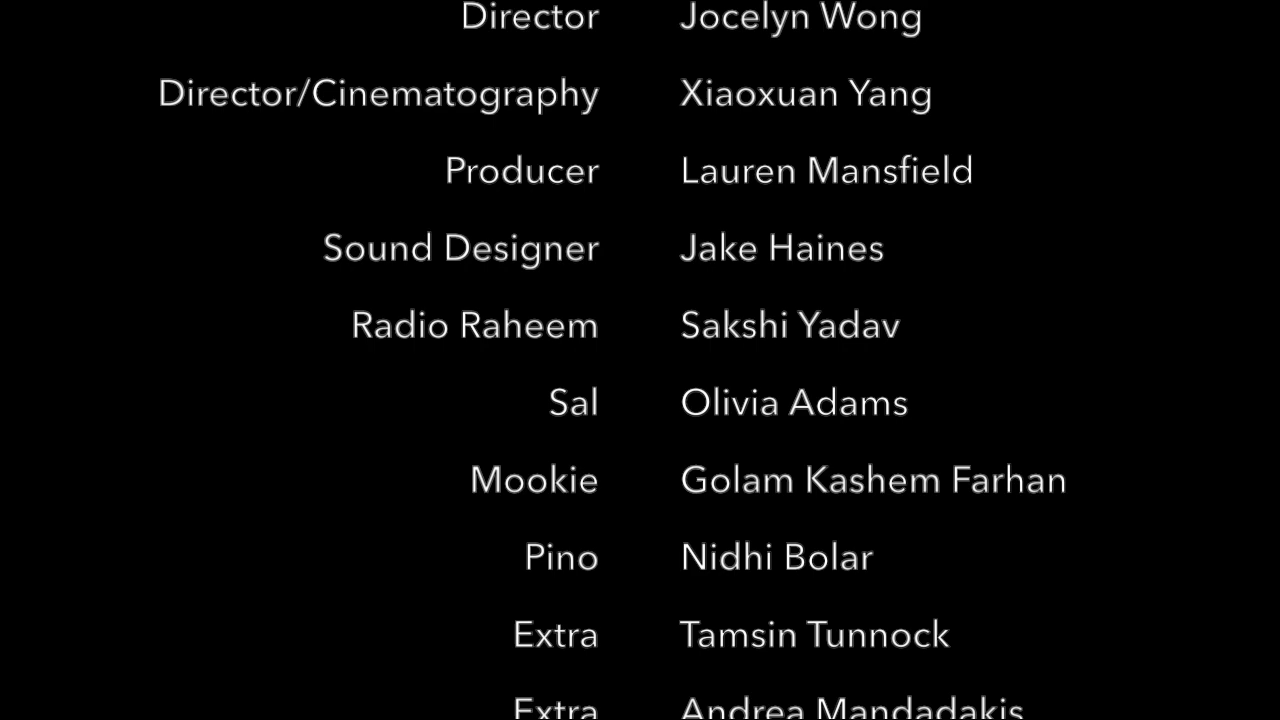 Director Jocelyn Wong
Director/Cinematography Xiaoxuan Yang
Producer Lauren Mansfield
Sound Designer Jake Haines
Radio Raheem Sakshi Yadav
Sal Olivia Adams
Mookie Golam Kashem Farhan
Pino Nidhi Bolar
Extra Tamsin Tunnock
Extra Andrea Mandadakis